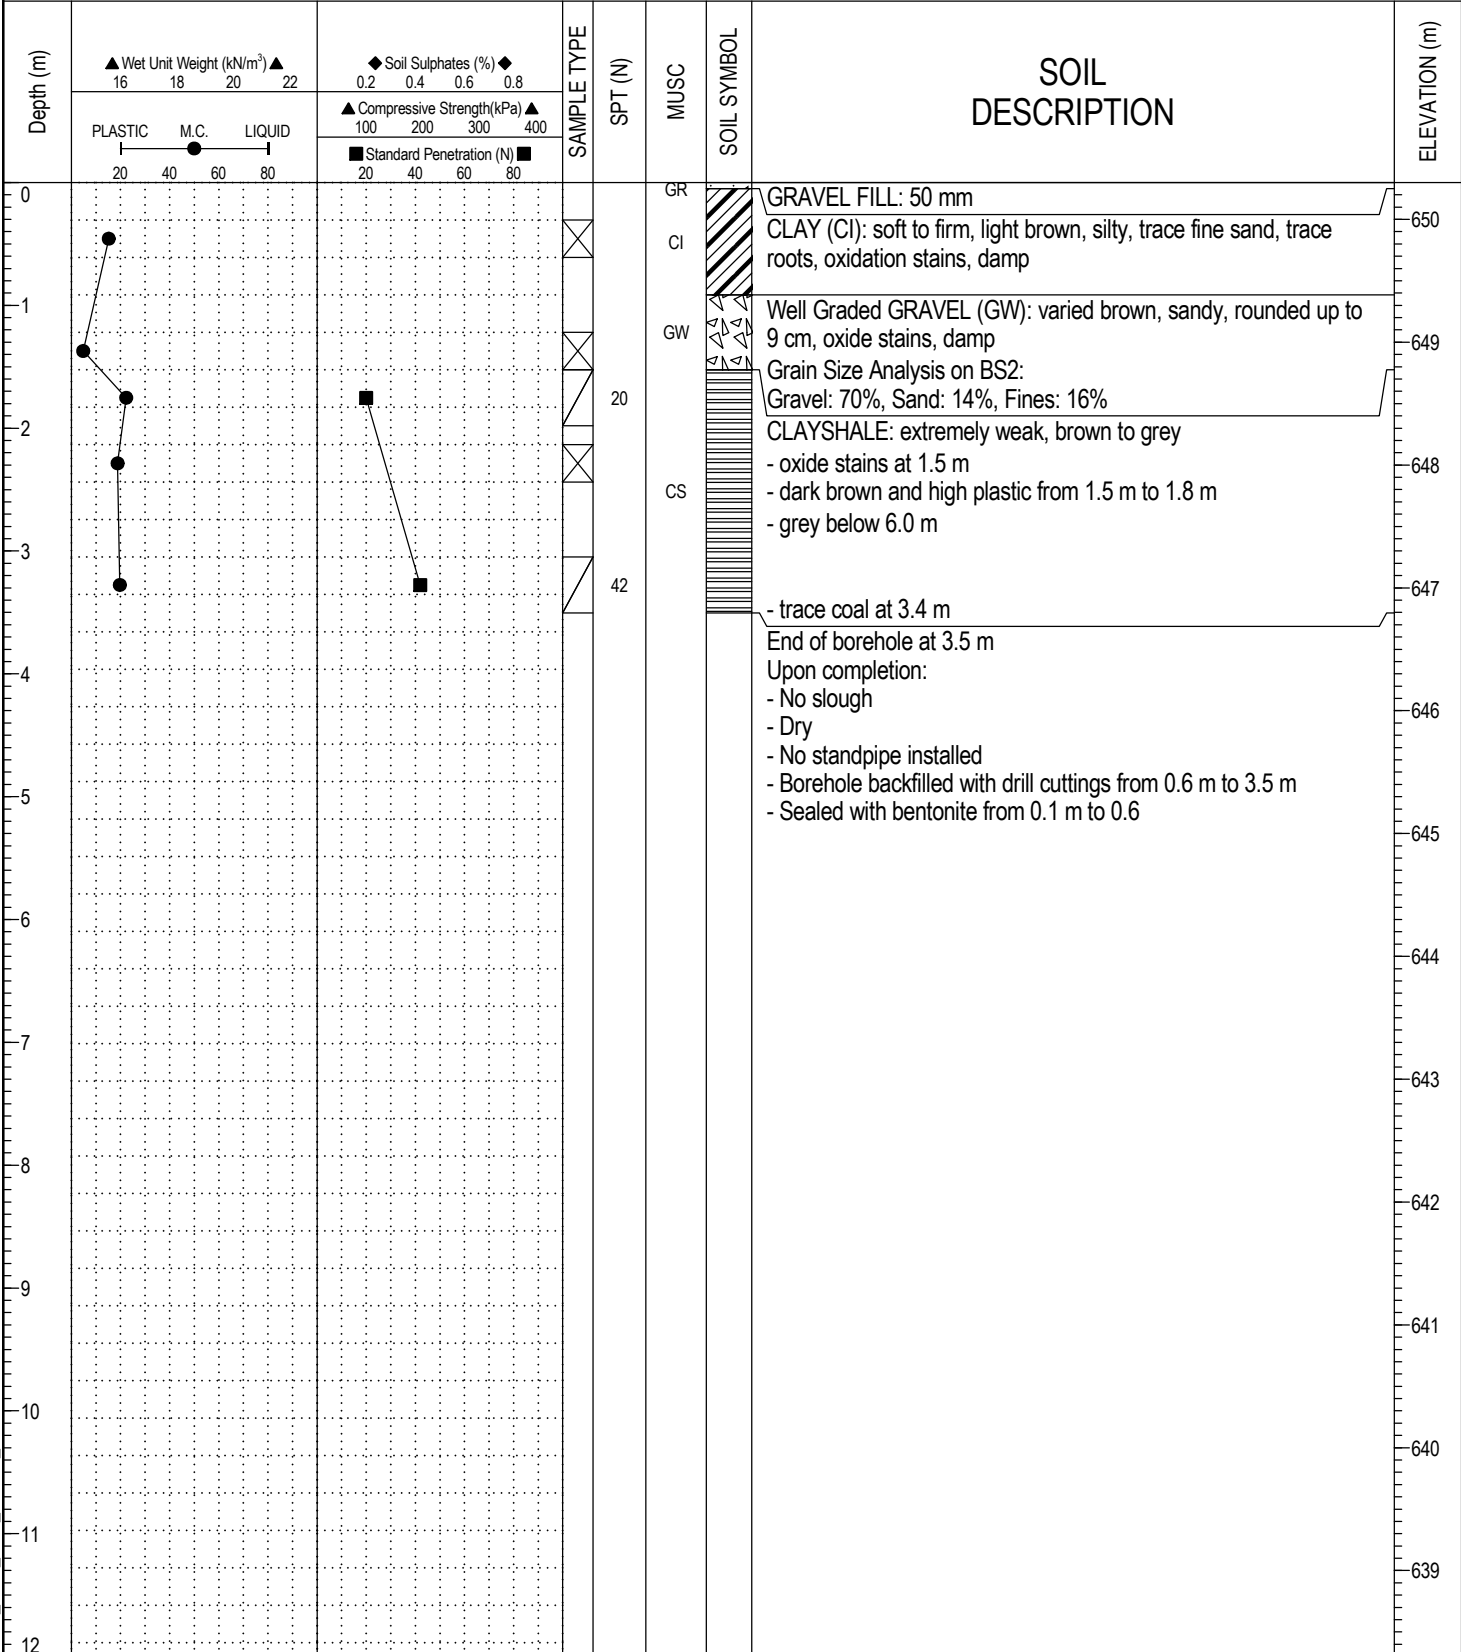 Depth (m)
▲ Wet Unit Weight (kN/m³) ▲
16 18 20 22
PLASTIC M.C. LIQUID
20 40 60 80
◆ Soil Sulphates (%) ◆
0.2 0.4 0.6 0.8
▲ Compressive Strength(kPa) ▲
100 200 300 400
■ Standard Penetration (N) ■
20 40 60 80
SAMPLE TYPE
SPT (N)
MUSC
SOIL SYMBOL
SOIL
DESCRIPTION
ELEVATION (m)
0
1
2
3
4
5
6
7
8
9
10
11
12
20
42
GR
CI
GW
CS
GRAVEL FILL: 50 mm
CLAY (CI): soft to firm, light brown, silty, trace fine sand, trace
roots, oxidation stains, damp
Well Graded GRAVEL (GW): varied brown, sandy, rounded up to
9 cm, oxide stains, damp
Grain Size Analysis on BS2:
Gravel: 70%, Sand: 14%, Fines: 16%
CLAYSHALE: extremely weak, brown to grey
- oxide stains at 1.5 m
- dark brown and high plastic from 1.5 m to 1.8 m
- grey below 6.0 m
- trace coal at 3.4 m
End of borehole at 3.5 m
Upon completion:
- No slough
- Dry
- No standpipe installed
- Borehole backfilled with drill cuttings from 0.6 m to 3.5 m
- Sealed with bentonite from 0.1 m to 0.6
650
649
648
647
646
645
644
643
642
641
640
639